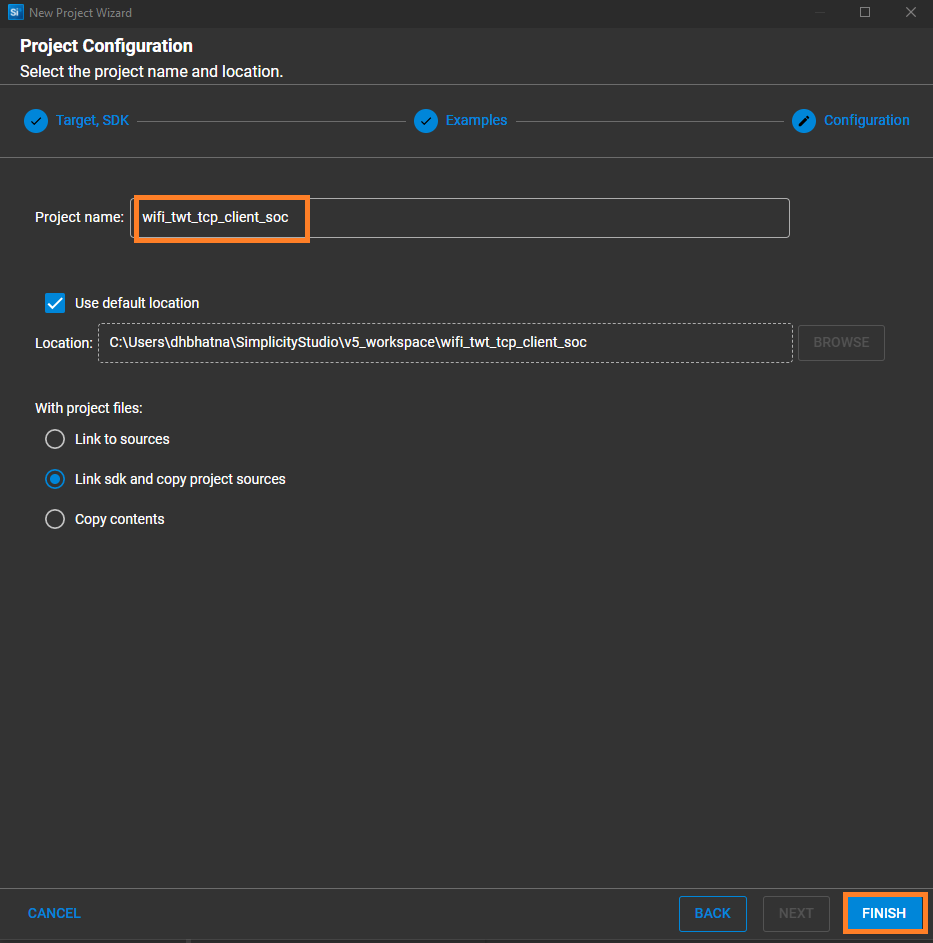 Si New Project Wizard
Project Configuration
Select the project name and location.
Target, SDK
Examples
Configuration
Project name: wifi_twt_tcp_client_soc
Use default location
Location: C:\Users\dhbhatna\SimplicityStudio\v5_workspace\wifi_twt_tcp_client_soc BROWSE
With project files:
Link to sources
Link sdk and copy project sources
Copy contents
CANCEL BACK NEXT FINISH